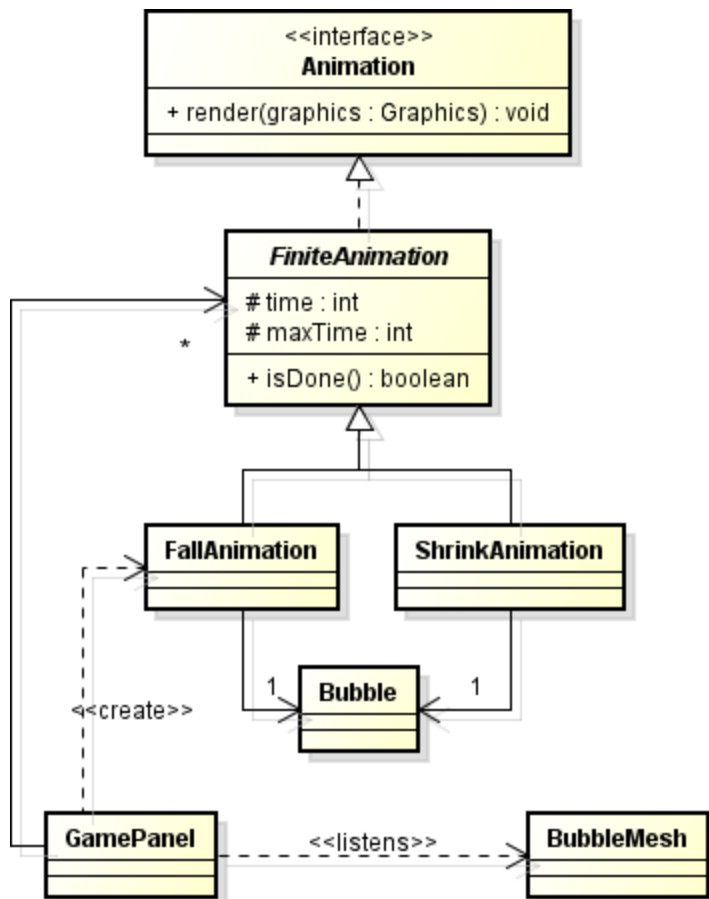 <<interface>>
Animation
+ render(graphics : Graphics) : void
FiniteAnimation
# time : int
# maxTime : int
*
+ isDone() : boolean
FallAnimation
ShrinkAnimation
1
Bubble
1
<<create>>
GamePanel
<<listens>>
BubbleMesh